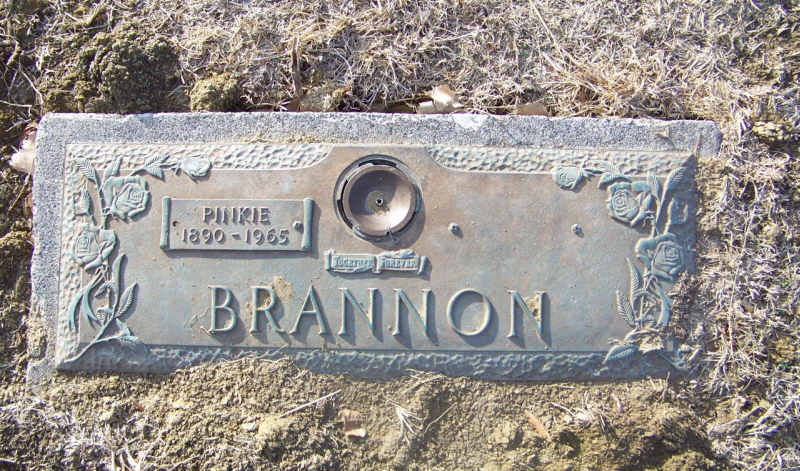 PINKIE
1890 - 1965
TOGETHER FOREVER
BRANNON